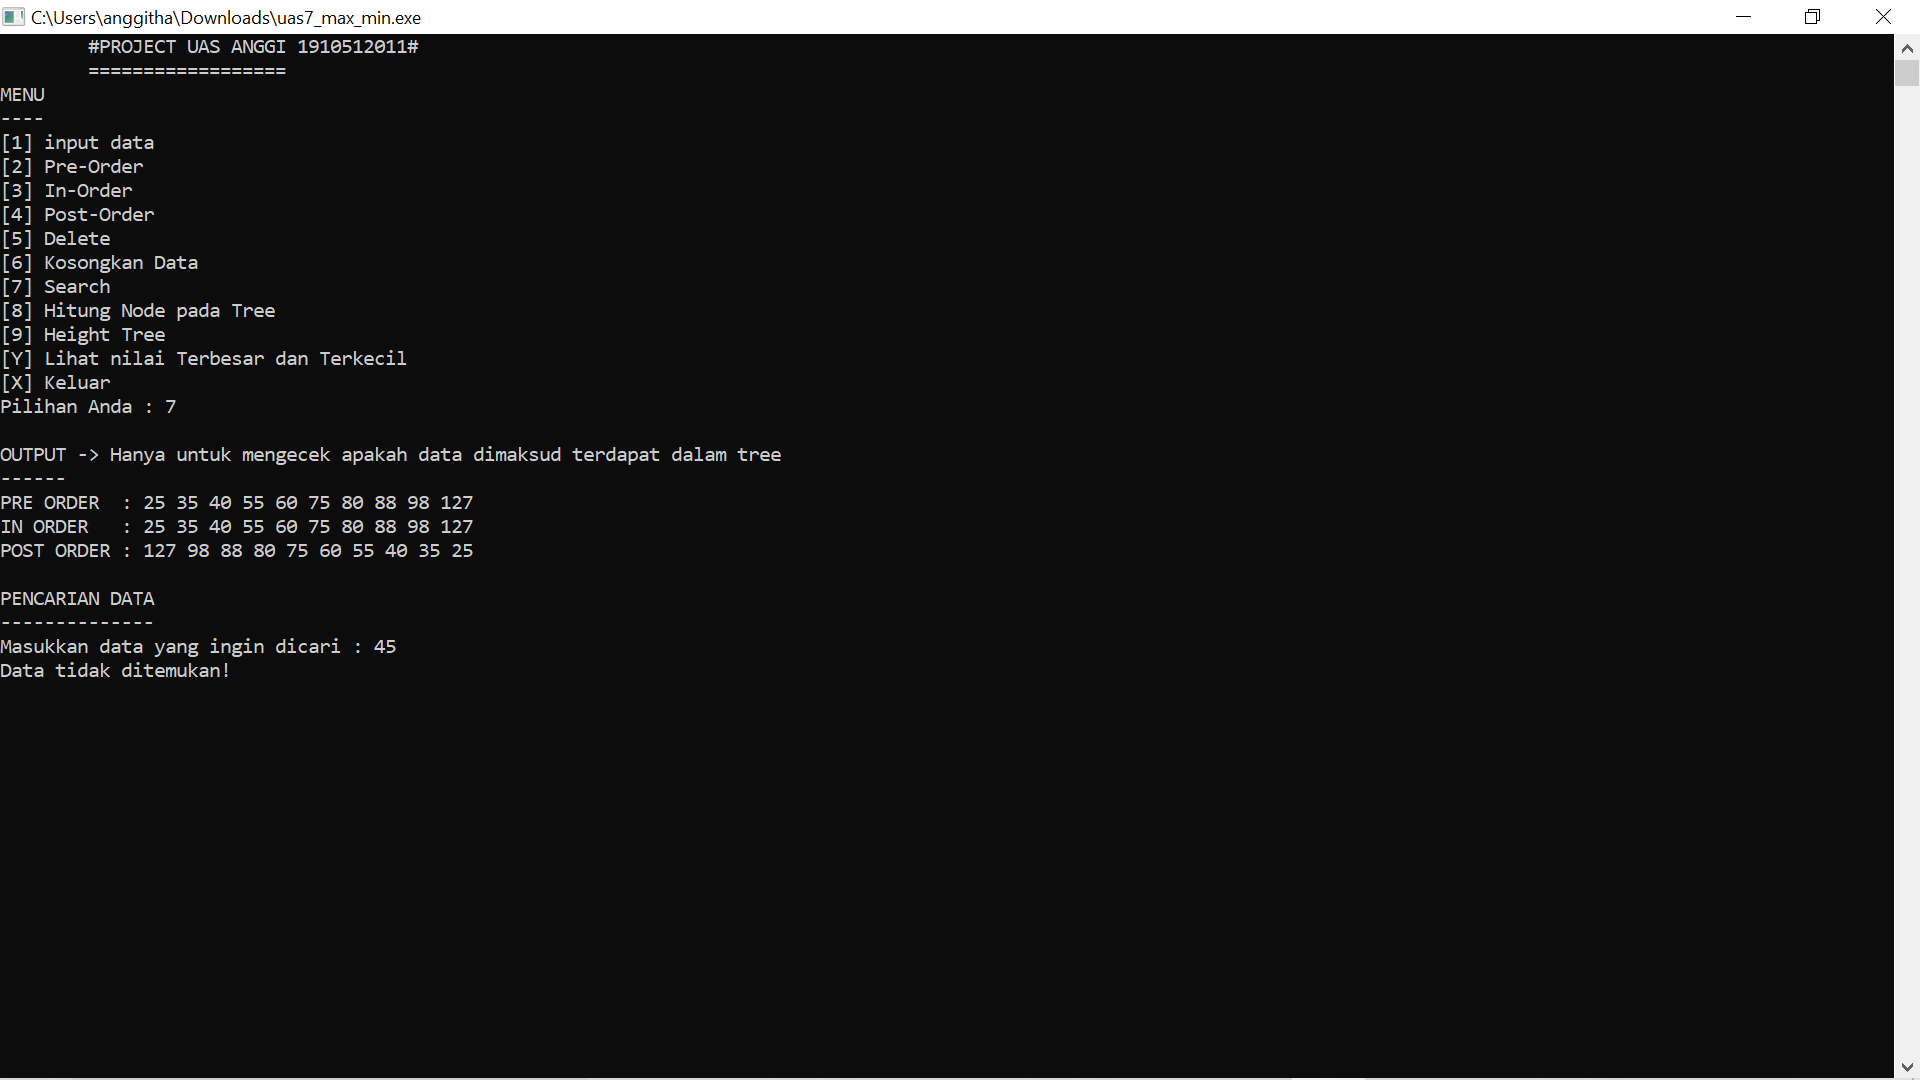 C:\Users\anggitha\Downloads\uas7_max_min.exe
#PROJECT UAS ANGGI 1910512011#
==================
MENU
----
[1] input data
[2] Pre-Order
[3] In-Order
[4] Post-Order
[5] Delete
[6] Kosongkan Data
[7] Search
[8] Hitung Node pada Tree
[9] Height Tree
[Y] Lihat nilai Terbesar dan Terkecil
[X] Keluar
Pilihan Anda : 7
OUTPUT -> Hanya untuk mengecek apakah data dimaksud terdapat dalam tree
------
PRE ORDER  : 25 35 40 55 60 75 80 88 98 127
IN ORDER   : 25 35 40 55 60 75 80 88 98 127
POST ORDER : 127 98 88 80 75 60 55 40 35 25
PENCARIAN DATA
--------------
Masukkan data yang ingin dicari : 45
Data tidak ditemukan!